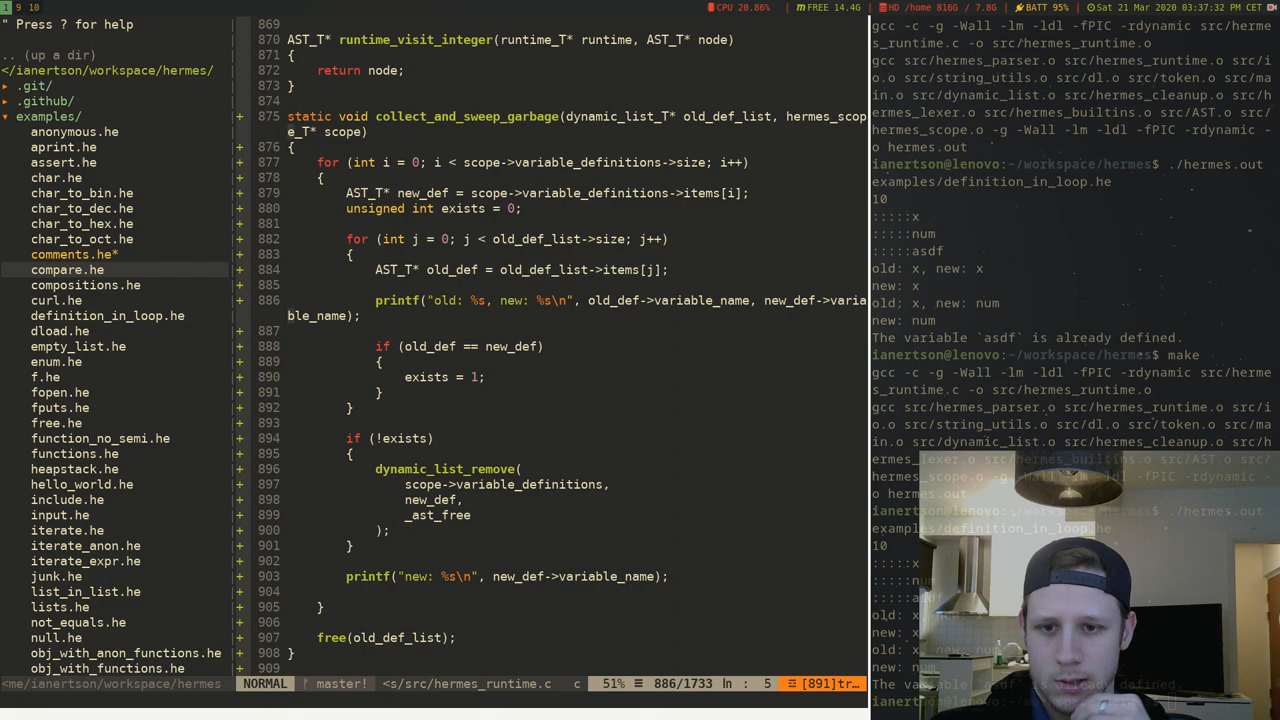 1 9 10
CPU 20.86% | FREE 14.4G | HD /home 816G / 7.8G | BATT 95% | Sat 21 Mar 2020 03:37:32 PM CET
" Press ? for help
.. (up a dir)
</ianertson/workspace/hermes/
▸ .git/
▸ .github/
▾ examples/
anonymous.he
aprint.he
assert.he
char.he
char_to_bin.he
char_to_dec.he
char_to_hex.he
char_to_oct.he
comments.he*
compare.he
compositions.he
curl.he
definition_in_loop.he
dload.he
empty_list.he
enum.he
f.he
fopen.he
fputs.he
free.he
function_no_semi.he
functions.he
heapstack.he
hello_world.he
include.he
input.he
iterate.he
iterate_anon.he
iterate_expr.he
junk.he
list_in_list.he
lists.he
not_equals.he
null.he
obj_with_anon_functions.he
obj_with_functions.he
<me/ianertson/workspace/hermes
869
870 AST_T* runtime_visit_integer(runtime_T* runtime, AST_T* node)
871 {
872     return node;
873 }
874
+ 875 static void collect_and_sweep_garbage(dynamic_list_T* old_def_list, hermes_scop
e_T* scope)
+ 876 {
+ 877     for (int i = 0; i < scope->variable_definitions->size; i++)
+ 878     {
+ 879         AST_T* new_def = scope->variable_definitions->items[i];
+ 880         unsigned int exists = 0;
+ 881
+ 882         for (int j = 0; j < old_def_list->size; j++)
+ 883         {
+ 884             AST_T* old_def = old_def_list->items[j];
+ 885
+ 886             printf("old: %s, new: %s\n", old_def->variable_name, new_def->varia
ble_name);
+ 887
+ 888             if (old_def == new_def)
+ 889             {
+ 890                 exists = 1;
+ 891             }
+ 892         }
+ 893
+ 894         if (!exists)
+ 895         {
+ 896             dynamic_list_remove(
+ 897                 scope->variable_definitions,
+ 898                 new_def,
+ 899                 _ast_free
+ 900             );
+ 901         }
+ 902
+ 903         printf("new: %s\n", new_def->variable_name);
+ 904
+ 905     }
+ 906
+ 907     free(old_def_list);
+ 908 }
+ 909
NORMAL master! <s/src/hermes_runtime.c c 51% ☰ 886/1733 ln : 5 ☲ [891]tr…
gcc -c -g -Wall -lm -ldl -fPIC -rdynamic src/herme
s_runtime.c -o src/hermes_runtime.o
gcc src/hermes_parser.o src/hermes_runtime.o src/i
o.o src/string_utils.o src/dl.o src/token.o src/ma
in.o src/dynamic_list.o src/hermes_cleanup.o src/h
ermes_lexer.o src/hermes_builtins.o src/AST.o src/
hermes_scope.o -g -Wall -lm -ldl -fPIC -rdynamic -
o hermes.out
ianertson@lenovo:~/workspace/hermes$ ./hermes.out
examples/definition_in_loop.he
10
:::::x
:::::num
:::::asdf
old: x, new: x
new: x
old; x, new: num
new: num
The variable `asdf` is already defined.
ianertson@lenovo:~/workspace/hermes$ make
gcc -c -g -Wall -lm -ldl -fPIC -rdynamic src/herme
s_runtime.c -o src/hermes_runtime.o
gcc src/hermes_parser.o src/hermes_runtime.o src/i
o.o src/string_utils.o src/dl.o src/token.o src/ma
in.o src/dynamic_list.o src/hermes_cleanup.o src/h
ermes_lexer.o src/hermes_builtins.o src/AST.o src/
hermes_scope.o -g -Wall -lm -ldl -fPIC -rdynamic -
o hermes.out
ianertson@lenovo:~/workspace/hermes$ ./hermes.out
examples/definition_in_loop.he
10
:::::x
:::::num
:::::asdf
old: x, new: x
new: x
old: x, new: num
new: num
The variable `asdf` is already defined.